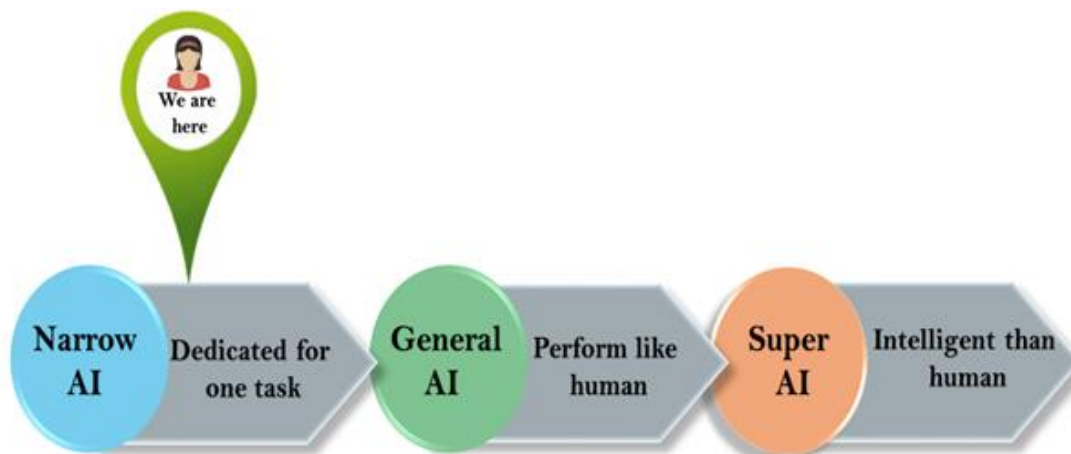 We are
here
Narrow
AI
Dedicated for
one task
General
AI
Perform like
human
Super
AI
Intelligent than
human